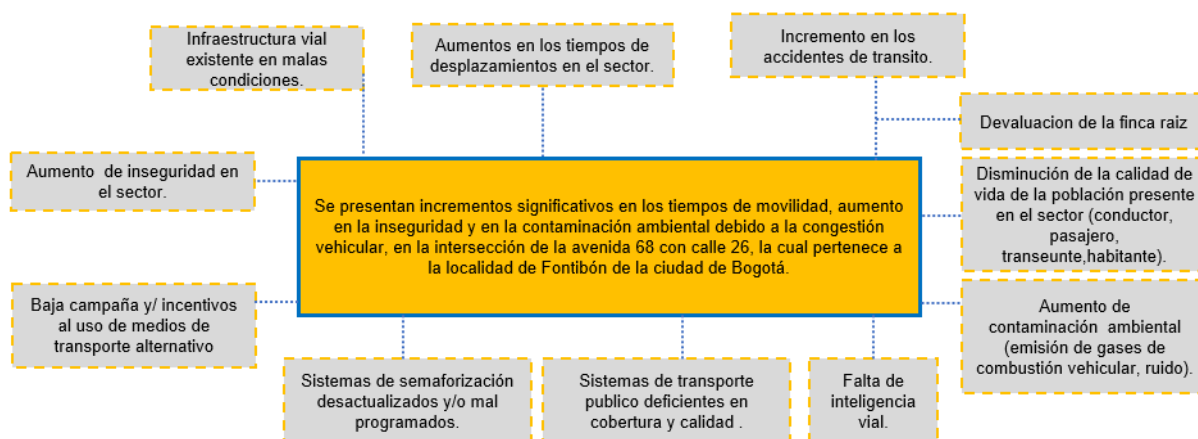 Infraestructura vial
existente en malas
condiciones.
Aumentos en los tiempos de
desplazamientos en el sector.
Incremento en los
accidentes de transito.
Devaluacion de la finca raiz
Aumento de inseguridad en
el sector.
Se presentan incrementos significativos en los tiempos de movilidad, aumento
en la inseguridad y en la contaminación ambiental debido a la congestión
vehicular, en la intersección de la avenida 68 con calle 26, la cual pertenece a
la localidad de Fontibón de la ciudad de Bogotá.
Disminución de la calidad de
vida de la población presente
en el sector (conductor,
pasajero,
transeunte,habitante).
Baja campaña y/ incentivos
al uso de medios de
transporte alternativo
Aumento de
contaminación ambiental
(emisión de gases de
combustión vehicular, ruido).
Sistemas de semaforización
desactualizados y/o mal
programados.
Sistemas de transporte
publico deficientes en
cobertura y calidad .
Falta de
inteligencia
vial.